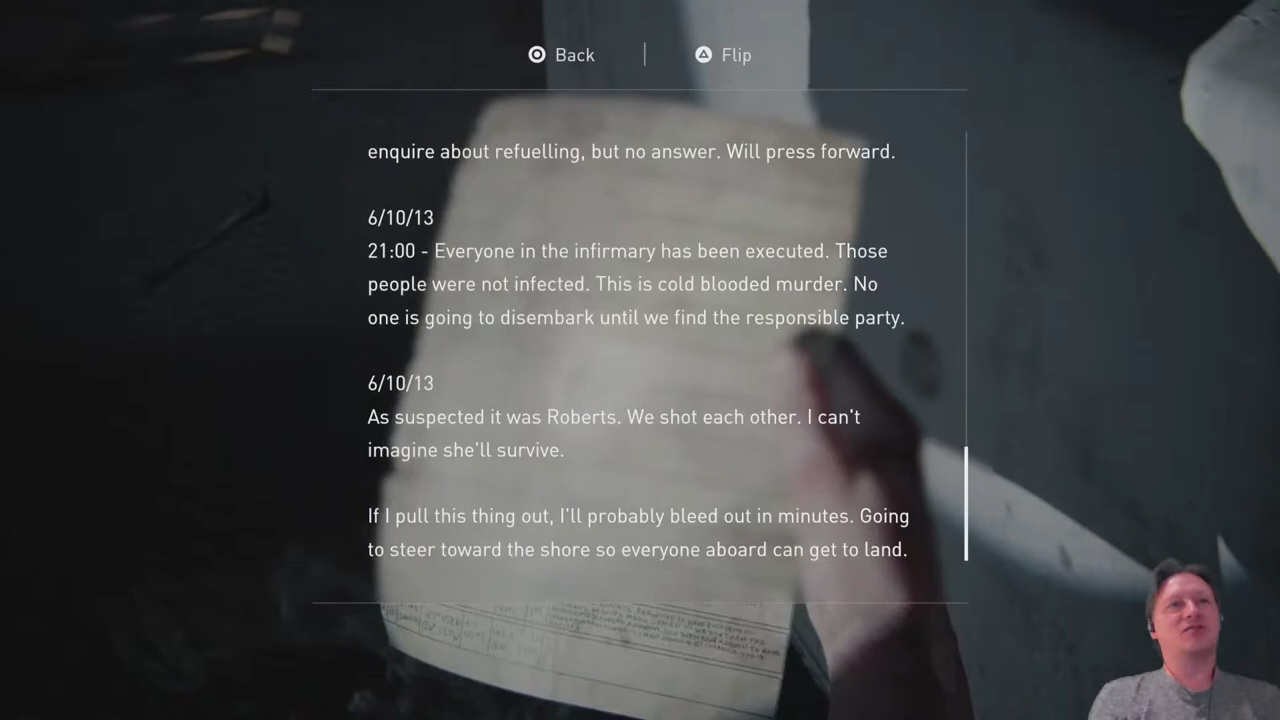 Back
Flip
enquire about refuelling, but no answer. Will press forward.
6/10/13
21:00 - Everyone in the infirmary has been executed. Those
people were not infected. This is cold blooded murder. No
one is going to disembark until we find the responsible party.
6/10/13
As suspected it was Roberts. We shot each other. I can't
imagine she'll survive.
If I pull this thing out, I'll probably bleed out in minutes. Going
to steer toward the shore so everyone aboard can get to land.